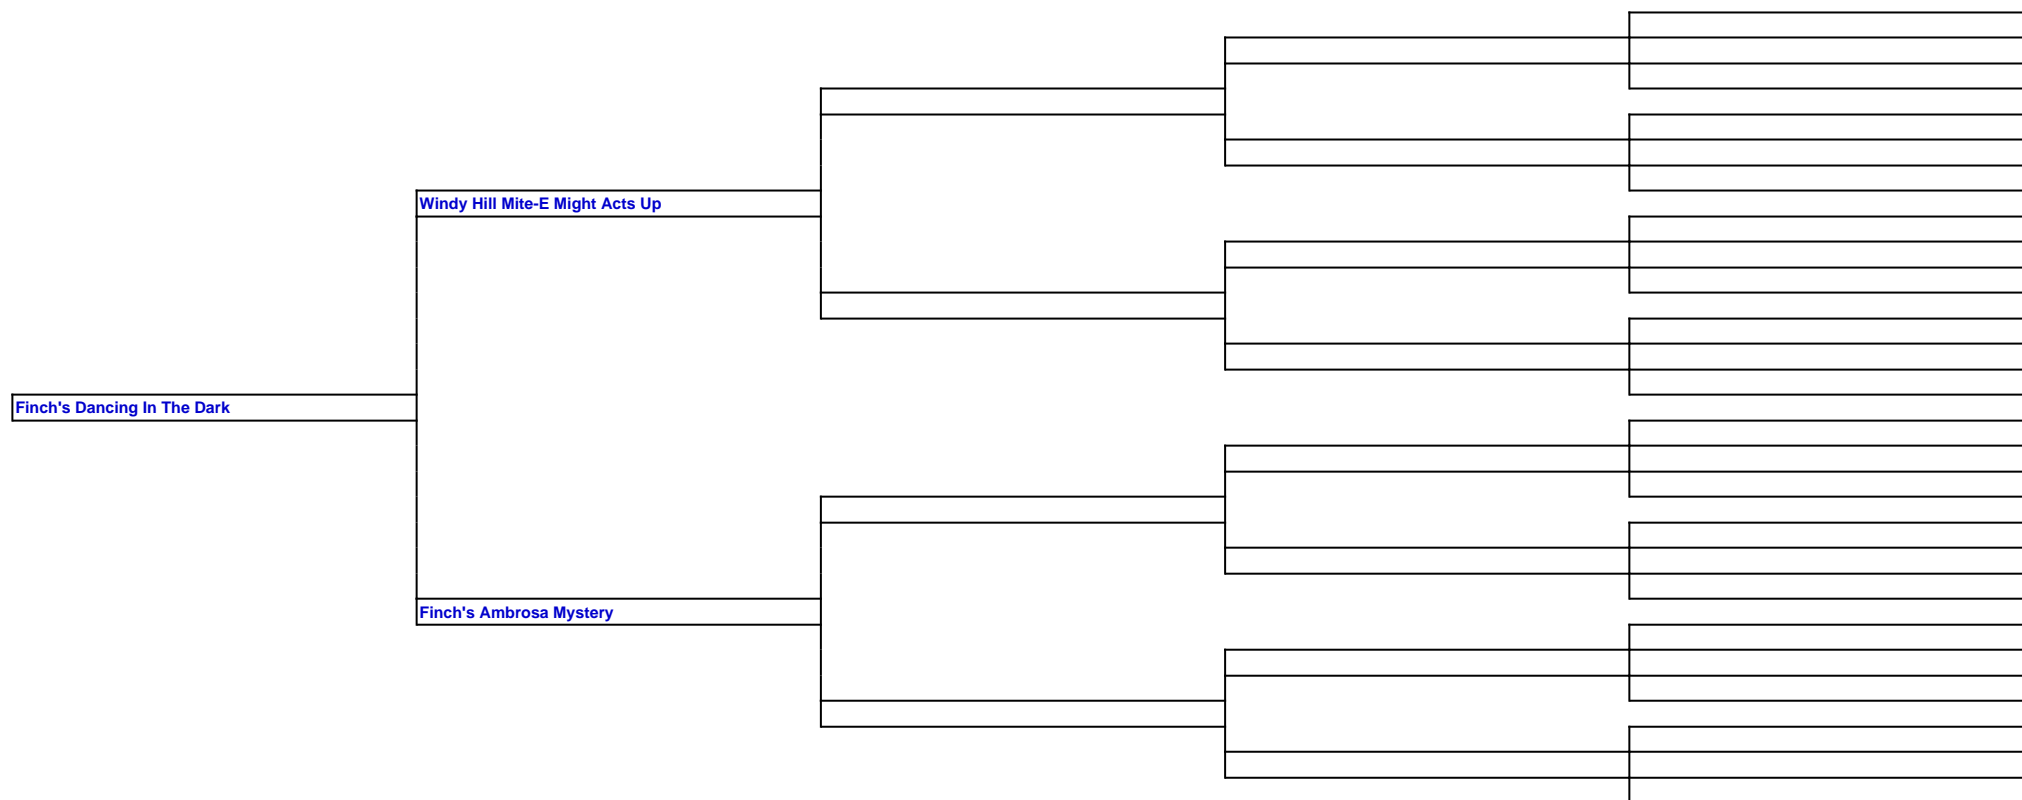 Windy Hill Mite-E Might Acts Up
Finch's Dancing In The Dark
Finch's Ambrosa Mystery